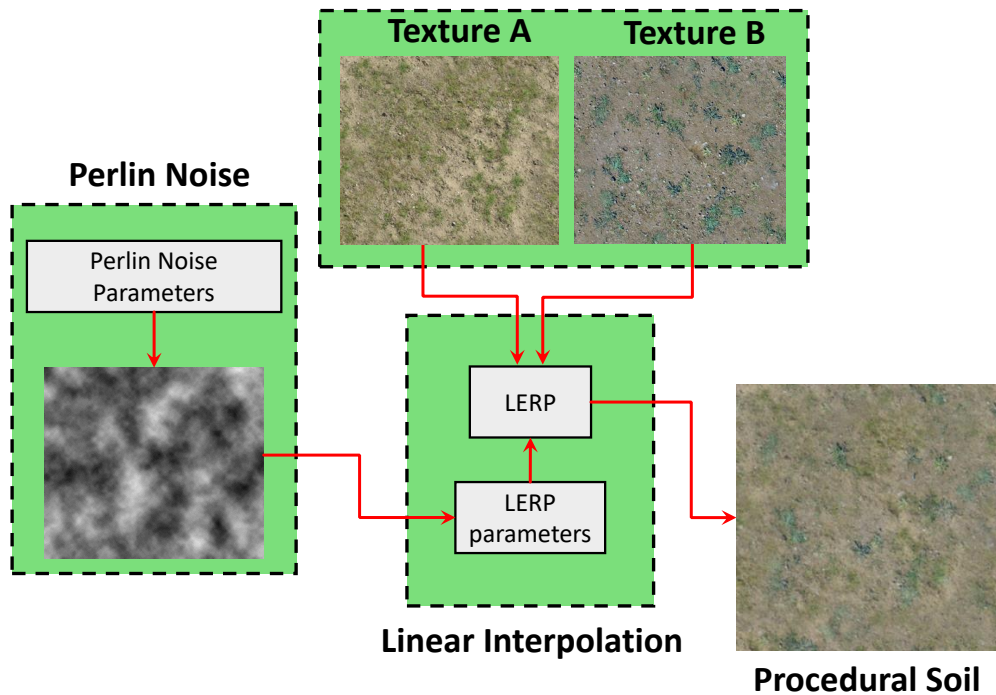 Texture A
Texture B
Perlin Noise
Perlin Noise
Parameters
LERP
LERP
parameters
Linear Interpolation
Procedural Soil